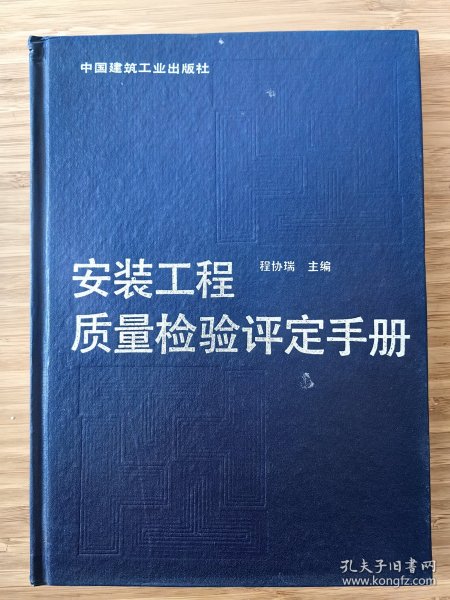 中国建筑工业出版社
安装工程
程协瑞 主编
质量检验评定手册
孔夫子旧书网
www.kongfz.com